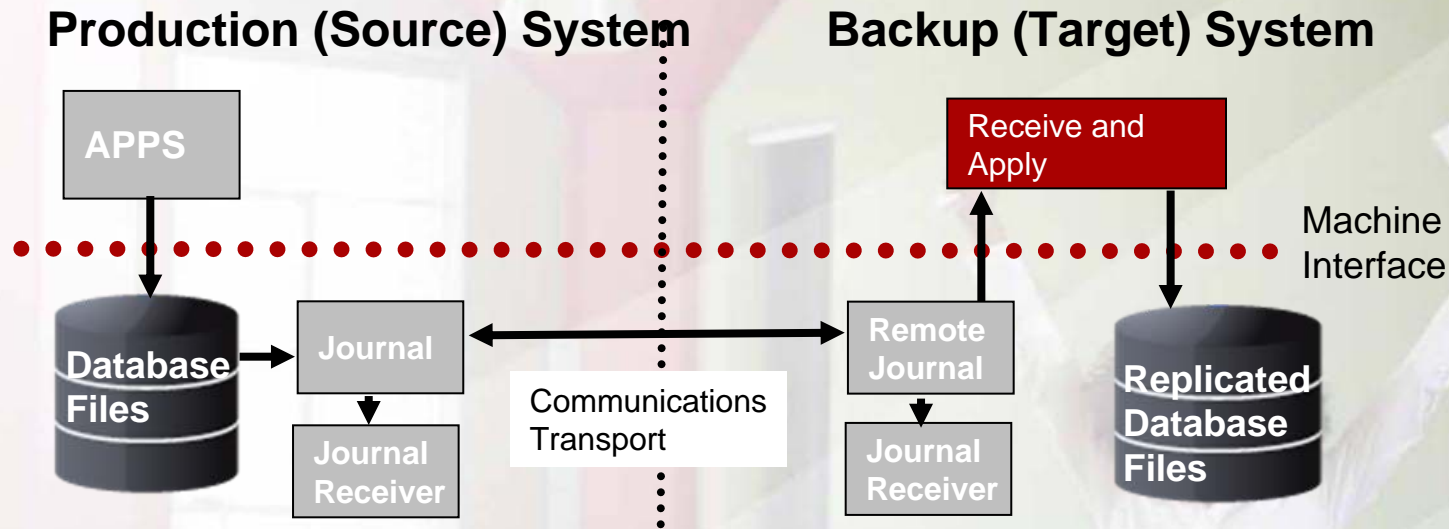 Production (Source) System
Backup (Target) System
APPS
Receive and
Apply
Machine
Interface
Database
Files
Journal
Journal
Receiver
Communications
Transport
Remote
Journal
Journal
Receiver
Replicated
Database
Files